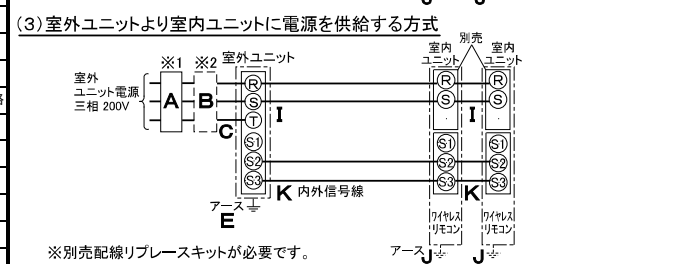 （3）室外ユニットより室内ユニットに電源を供給する方式
別売
※1 ※2 室外ユニット 室内ユニット 室内ユニット
室外
ユニット電源
三相 200V
A B C
R R R
S S S
I I
T
S1 S1 S1
S2 S2 S2
S3 S3 S3
K 内外信号線 K
アース
E
ワイヤレス
リモコン
ワイヤレス
リモコン
※別売配線リプレースキットが必要です。
アース J J